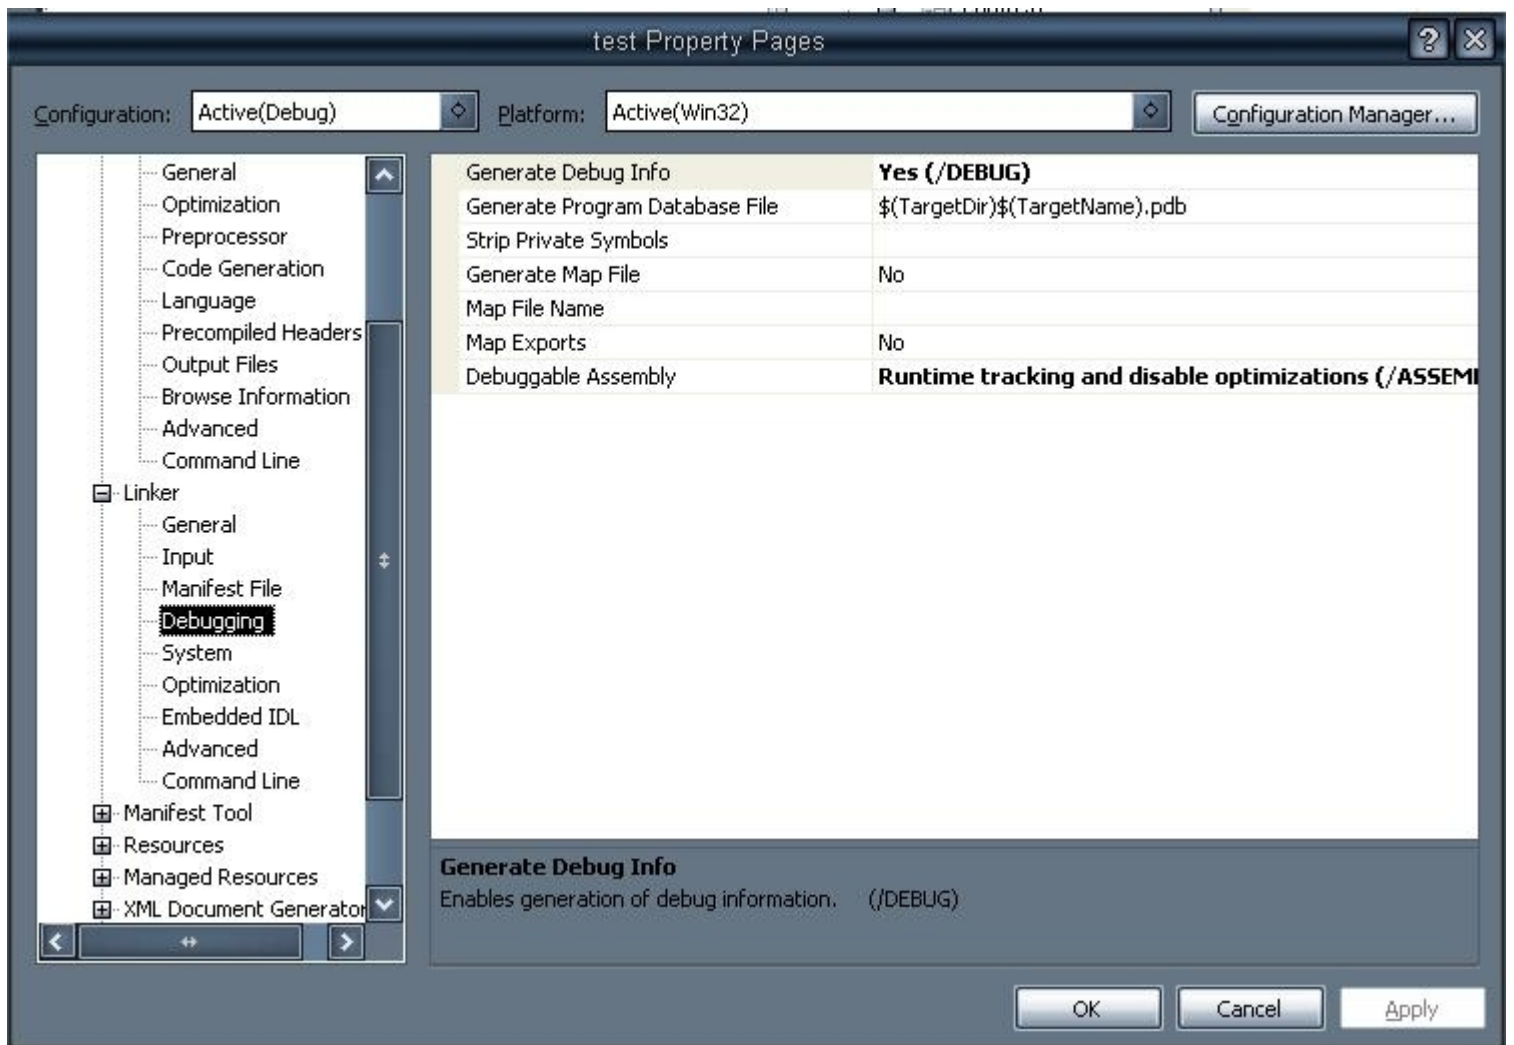 test Property Pages
Configuration: Active(Debug) Platform: Active(Win32) Configuration Manager...
General
Optimization
Preprocessor
Code Generation
Language
Precompiled Headers
Output Files
Browse Information
Advanced
Command Line
Linker
General
Input
Manifest File
Debugging
System
Optimization
Embedded IDL
Advanced
Command Line
Manifest Tool
Resources
Managed Resources
XML Document Generator
Generate Debug Info Yes (/DEBUG)
Generate Program Database File $(TargetDir)$(TargetName).pdb
Strip Private Symbols
Generate Map File No
Map File Name
Map Exports No
Debuggable Assembly Runtime tracking and disable optimizations (/ASSEMI
Generate Debug Info
Enables generation of debug information. (/DEBUG)
OK Cancel Apply